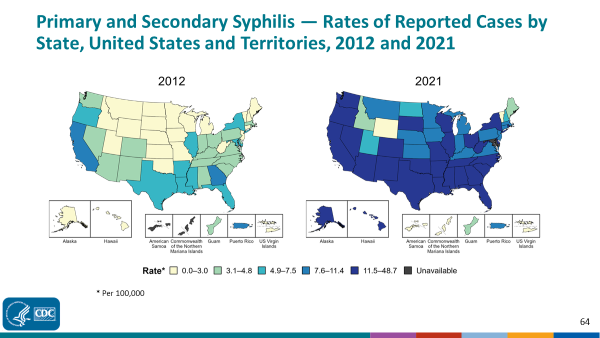 Primary and Secondary Syphilis — Rates of Reported Cases by
State, United States and Territories, 2012 and 2021
2012
2021
Alaska
Hawaii
American
Samoa
Commonwealth
of the Northern
Mariana Islands
Guam
Puerto Rico
US Virgin
Islands
Alaska
Hawaii
American
Samoa
Commonwealth
of the Northern
Mariana Islands
Guam
Puerto Rico
US Virgin
Islands
Rate* 0.0–3.0 3.1–4.8 4.9–7.5 7.6–11.4 11.5–48.7 Unavailable
* Per 100,000
CDC
64